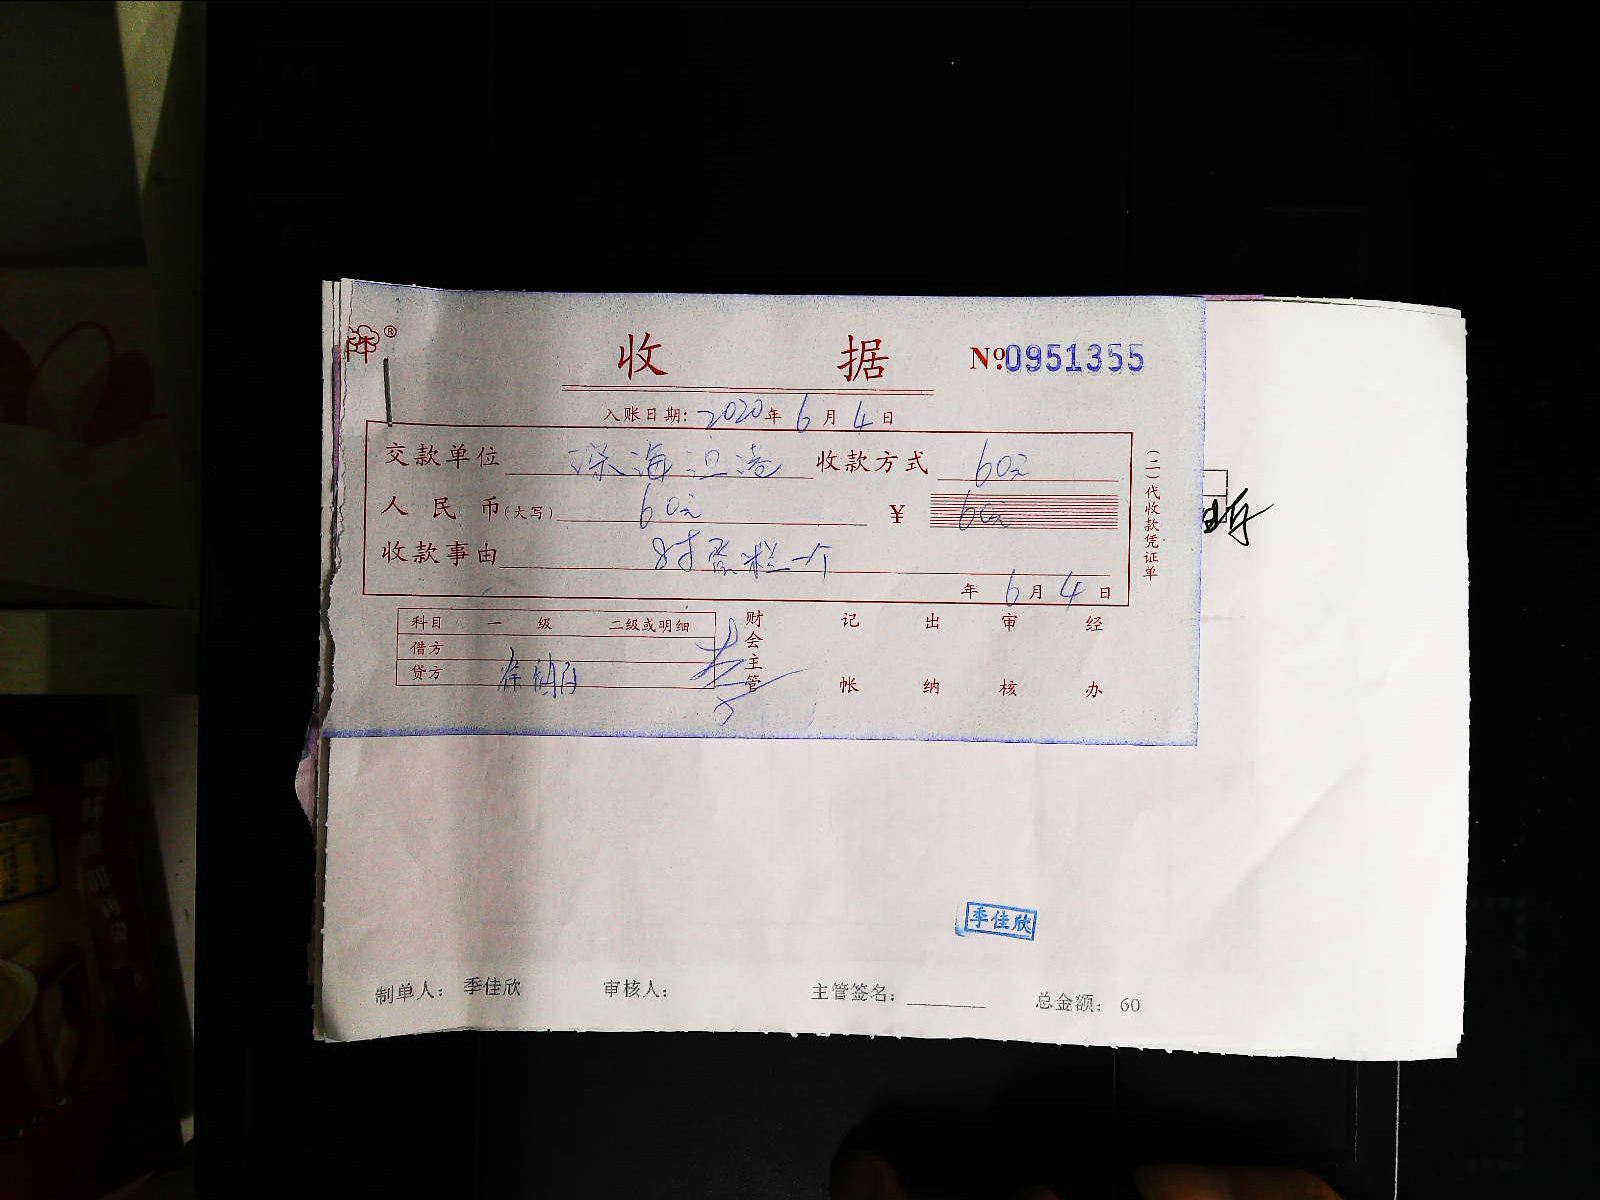 收 据 Nº0951355
入账日期: 2020年 6月 4日
交款单位 深海 收款方式 60元
人民币(大写) 60元 ¥ 60元
收款事由 8寸蛋糕一个
年 6月 4日
(二)代收款凭证单
科目 一级 二级或明细
借方
贷方
财会主管 记帐 出纳 审核 经办
季佳欣
制单人: 季佳欣 审核人: 主管签名: 总金额: 60